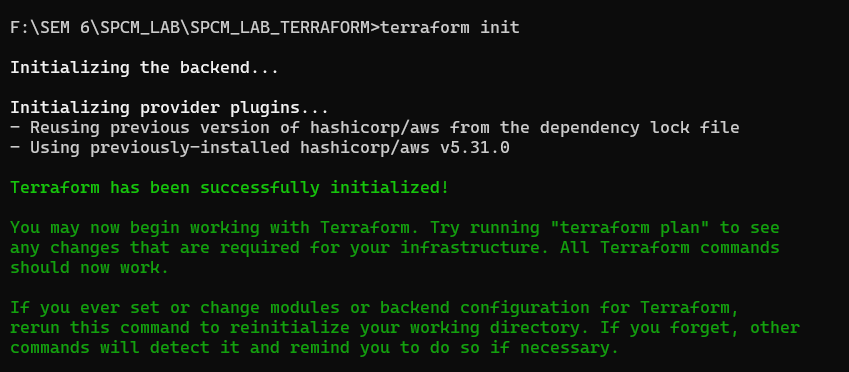 F:\SEM 6\SPCM_LAB\SPCM_LAB_TERRAFORM>terraform init
Initializing the backend...
Initializing provider plugins...
- Reusing previous version of hashicorp/aws from the dependency lock file
- Using previously-installed hashicorp/aws v5.31.0
Terraform has been successfully initialized!
You may now begin working with Terraform. Try running "terraform plan" to see
any changes that are required for your infrastructure. All Terraform commands
should now work.
If you ever set or change modules or backend configuration for Terraform,
rerun this command to reinitialize your working directory. If you forget, other
commands will detect it and remind you to do so if necessary.